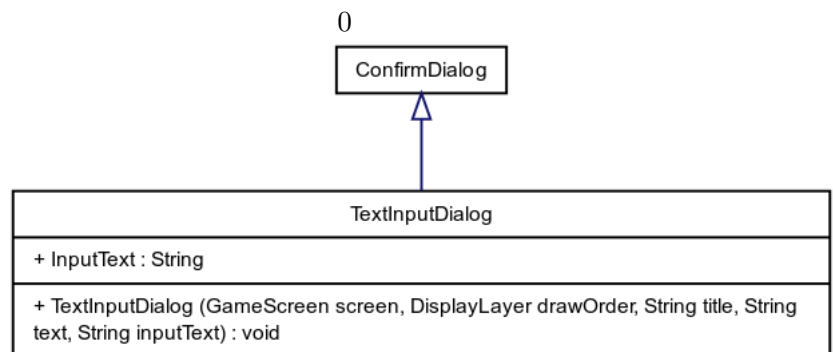 0
ConfirmDialog
TextInputDialog
+ InputText : String
+ TextInputDialog (GameScreen screen, DisplayLayer drawOrder, String title, String
text, String inputText) : void